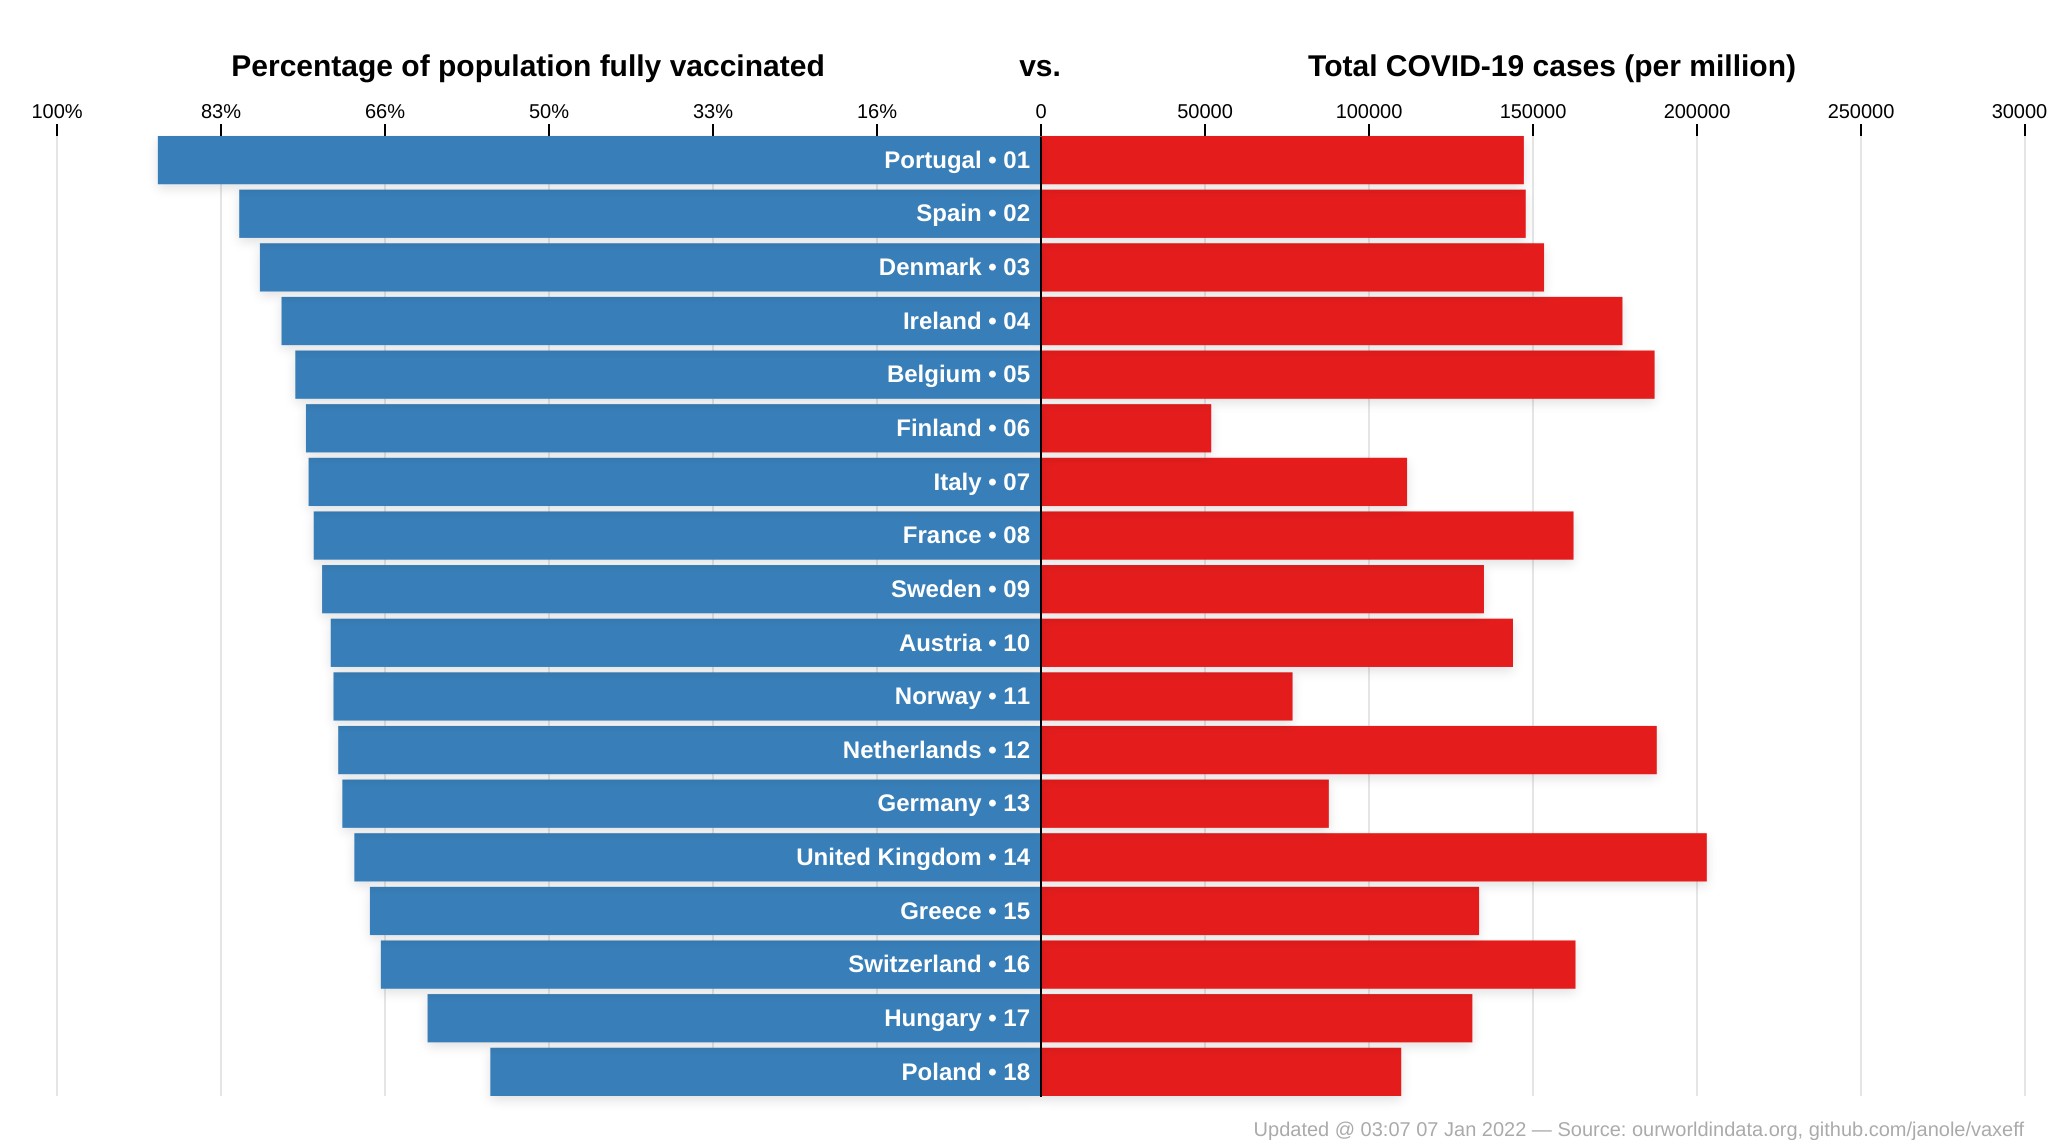 Percentage of population fully vaccinated vs. Total COVID-19 cases (per million)
100% 83% 66% 50% 33% 16% 0 50000 100000 150000 200000 250000 30000
Portugal • 01
Spain • 02
Denmark • 03
Ireland • 04
Belgium • 05
Finland • 06
Italy • 07
France • 08
Sweden • 09
Austria • 10
Norway • 11
Netherlands • 12
Germany • 13
United Kingdom • 14
Greece • 15
Switzerland • 16
Hungary • 17
Poland • 18
Updated @ 03:07 07 Jan 2022 — Source: ourworldindata.org, github.com/janole/vaxeff